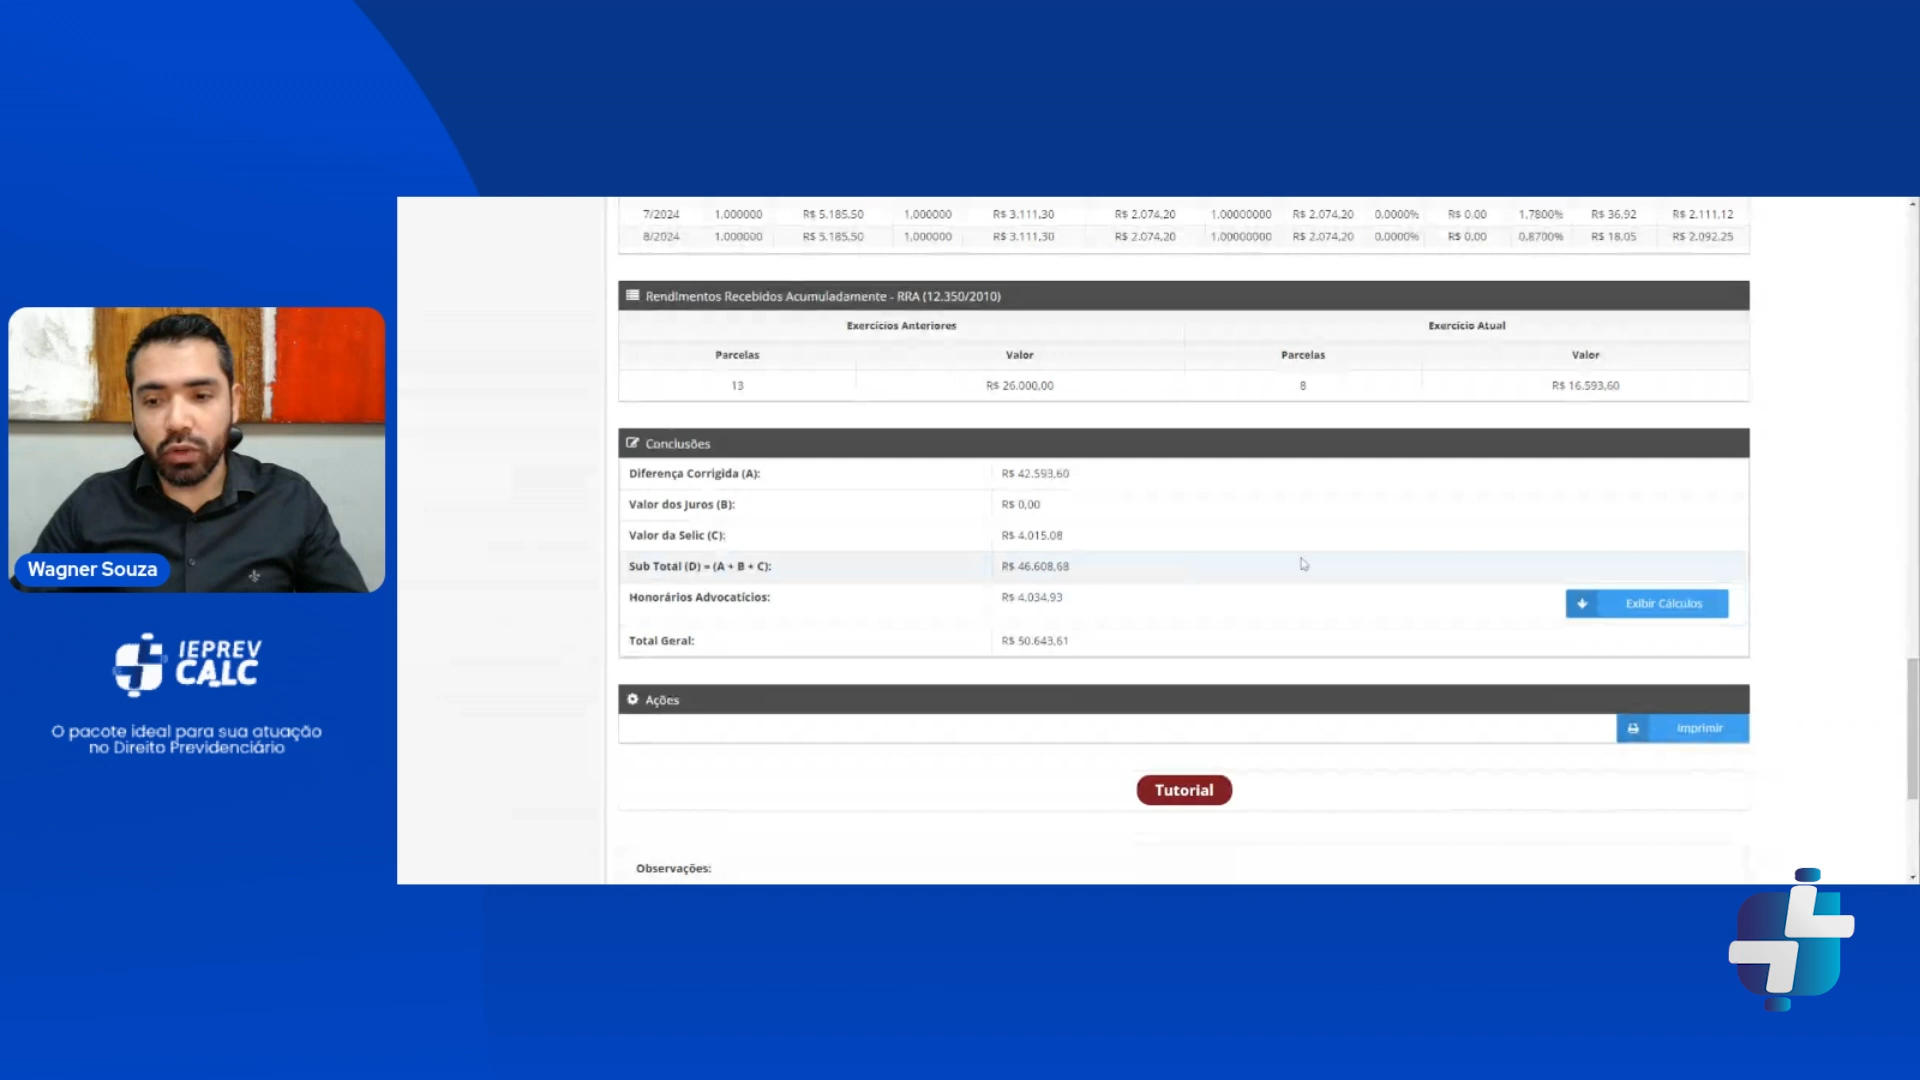 7/2024 1,000000 R$ 5.185,50 1,000000 R$ 3.111,30 R$ 2.074,20 1,00000000 R$ 2.074,20 0,0000% R$ 0,00 1,7800% R$ 36,92 R$ 2.111,12
8/2024 1,000000 R$ 5.185,50 1,000000 R$ 3.111,30 R$ 2.074,20 1,00000000 R$ 2.074,20 0,0000% R$ 0,00 0,8700% R$ 18,05 R$ 2.092,25
Rendimentos Recebidos Acumuladamente - RRA (12.350/2010)
Exercícios Anteriores Exercício Atual
Parcelas Valor Parcelas Valor
13 R$ 26.000,00 8 R$ 16.593,60
Conclusões
Diferença Corrigida (A): R$ 42.593,60
Valor dos Juros (B): R$ 0,00
Valor da Selic (C): R$ 4.015,08
Sub Total (D) = (A + B + C): R$ 46.608,68
Honorários Advocatícios: R$ 4.034,93
Exibir Cálculos
Total Geral: R$ 50.643,61
Ações
Imprimir
Tutorial
Observações:
Wagner Souza
IEPREV
CALC
O pacote ideal para sua atuação
no Direito Previdenciário